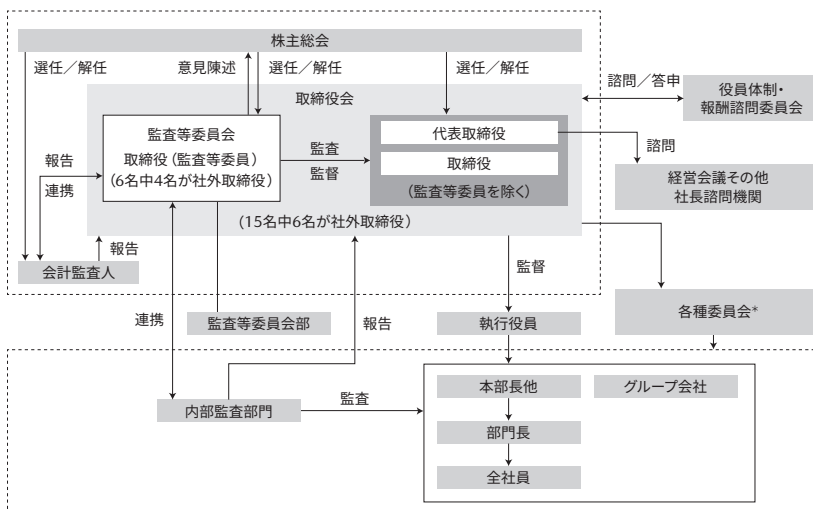 株主総会
選任／解任
意見陳述
選任／解任
選任／解任
諮問／答申
役員体制・
報酬諮問委員会
取締役会
監査等委員会
取締役（監査等委員）
（6名中4名が社外取締役）
監査
監督
代表取締役
取締役
（監査等委員を除く）
諮問
経営会議その他
社長諮問機関
報告
連携
（15名中6名が社外取締役）
報告
会計監査人
監督
連携
監査等委員会部
報告
執行役員
各種委員会*
内部監査部門
監査
本部長他
グループ会社
部門長
全社員